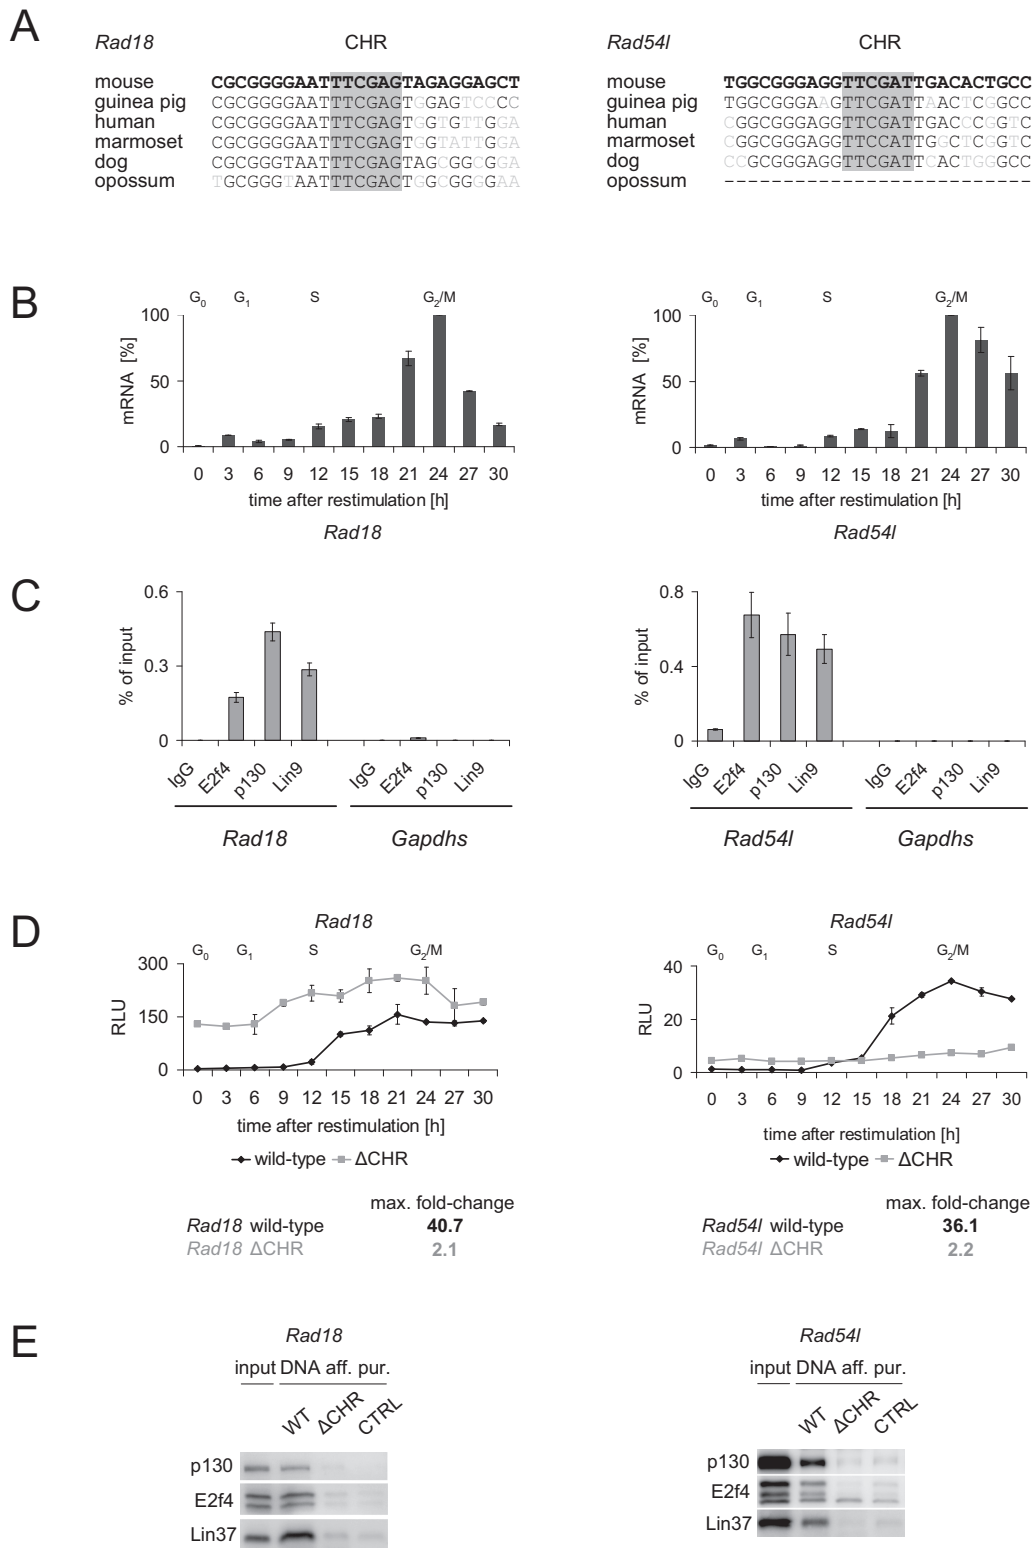 A
Rad18 CHR
mouse CGCGGGGAATTTCGAGTAGAGGAGCT
guinea pig CGCGGGGAATTTCGAGTGGAGTCCCC
human CGCGGGGAATTTCGAGTGGTGTTGGA
marmoset CGCGGGGAATTTCGAGTGGTATTGGA
dog CGCGGGTAATTTCGAGTAGCGGCGGA
opossum TGCGGGTAATTTCGACTGGCGGGGAA
Rad54l CHR
mouse TGGCGGGAGGTTCGATTGACACTGCC
guinea pig TGGCGGGAAGTTCGATTAACTCGGCC
human CGGCGGGAGGTTCGATTGACCCGGTC
marmoset CGGCGGGAGGTTCCATTGGCTCGGTC
dog CCGCGGGAGGTTCGATTCACTGGGCC
opossum --------------------------
B
G0 G1 S G2/M
mRNA [%]
100
50
0
0 3 6 9 12 15 18 21 24 27 30
time after restimulation [h]
Rad18
G0 G1 S G2/M
mRNA [%]
100
50
0
0 3 6 9 12 15 18 21 24 27 30
time after restimulation [h]
Rad54l
C
% of input
0.6
0.3
0
IgG E2f4 p130 Lin9 IgG E2f4 p130 Lin9
Rad18 Gapdhs
% of input
0.8
0.4
0
IgG E2f4 p130 Lin9 IgG E2f4 p130 Lin9
Rad54l Gapdhs
D
Rad18
G0 G1 S G2/M
RLU
300
150
0
0 3 6 9 12 15 18 21 24 27 30
time after restimulation [h]
wild-type ΔCHR
max. fold-change
Rad18 wild-type 40.7
Rad18 ΔCHR 2.1
Rad54l
G0 G1 S G2/M
RLU
40
20
0
0 3 6 9 12 15 18 21 24 27 30
time after restimulation [h]
wild-type ΔCHR
max. fold-change
Rad54l wild-type 36.1
Rad54l ΔCHR 2.2
E
Rad18
input DNA aff. pur.
WT ΔCHR CTRL
p130
E2f4
Lin37
Rad54l
input DNA aff. pur.
WT ΔCHR CTRL
p130
E2f4
Lin37